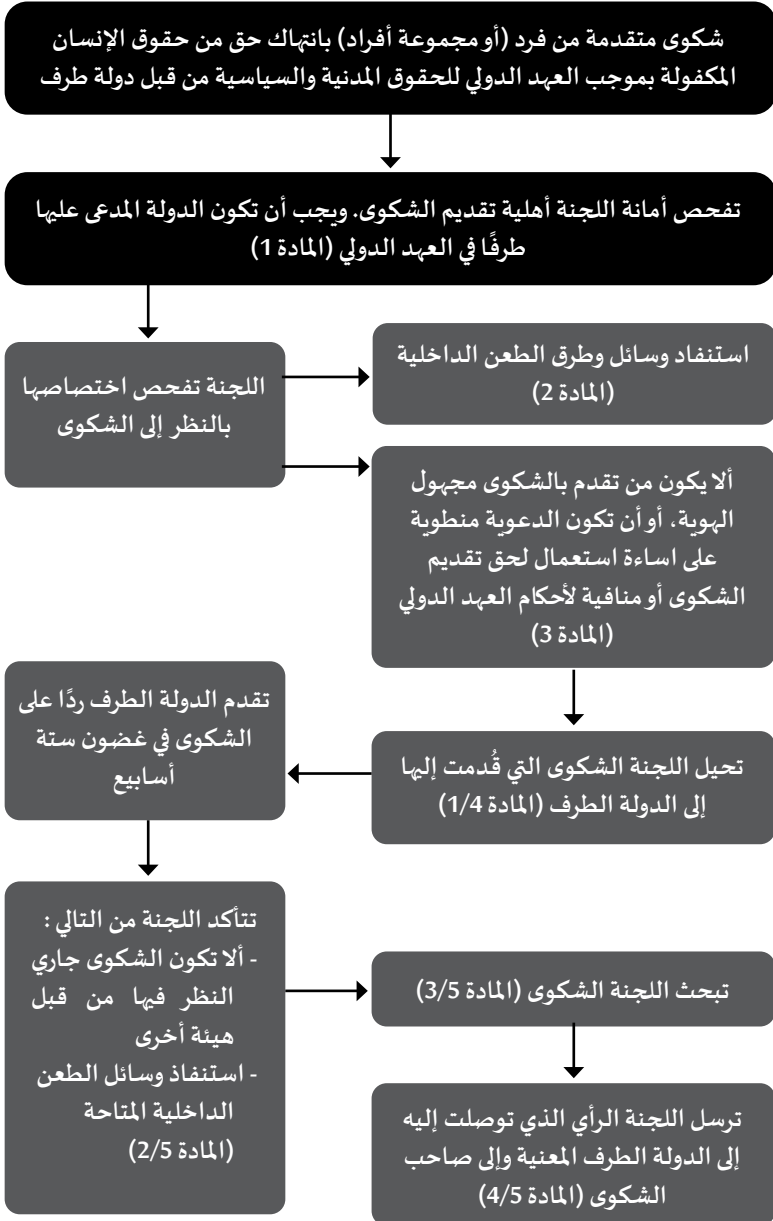 شكوى متقدمة من فرد (أو مجموعة أفراد) بانتهاك حق من حقوق الإنسان
المكفولة بموجب العهد الدولي للحقوق المدنية والسياسية من قبل دولة طرف
تفحص أمانة اللجنة أهلية تقديم الشكوى. ويجب أن تكون الدولة المدعى عليها
طرفًا في العهد الدولي (المادة 1)
اللجنة تفحص اختصاصها
بالنظر إلى الشكوى
استنفاد وسائل وطرق الطعن الداخلية
(المادة 2)
ألا يكون من تقدم بالشكوى مجهول
الهوية، أو أن تكون الدعوية منطوية
على اساءة استعمال لحق تقديم
الشكوى أو منافية لأحكام العهد الدولي
(المادة 3)
تحيل اللجنة الشكوى التي قُدمت إليها
إلى الدولة الطرف (المادة 1/4)
تقدم الدولة الطرف ردًا على
الشكوى في غضون ستة
أسابيع
تتأكد اللجنة من التالي :
- ألا تكون الشكوى جاري
النظر فيها من قبل
هيئة أخرى
- استنفاذ وسائل الطعن
الداخلية المتاحة
(المادة 2/5)
تبحث اللجنة الشكوى (المادة 3/5)
ترسل اللجنة الرأي الذي توصلت إليه
إلى الدولة الطرف المعنية وإلى صاحب
الشكوى (المادة 4/5)